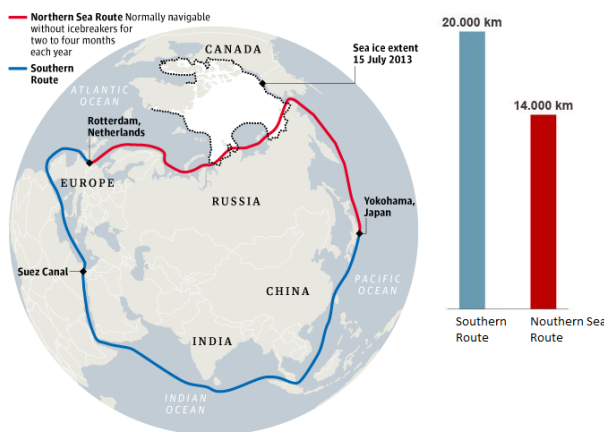 Northern Sea Route Normally navigable
without icebreakers for
two to four months
each year
Southern
Route
CANADA
Sea ice extent
15 July 2013
ATLANTIC
OCEAN
Rotterdam,
Netherlands
EUROPE
RUSSIA
Yokohama,
Japan
Suez Canal
PACIFIC
OCEAN
CHINA
INDIA
INDIAN
OCEAN
20.000 km
14.000 km
Southern
Route
Nouthern Sea
Route